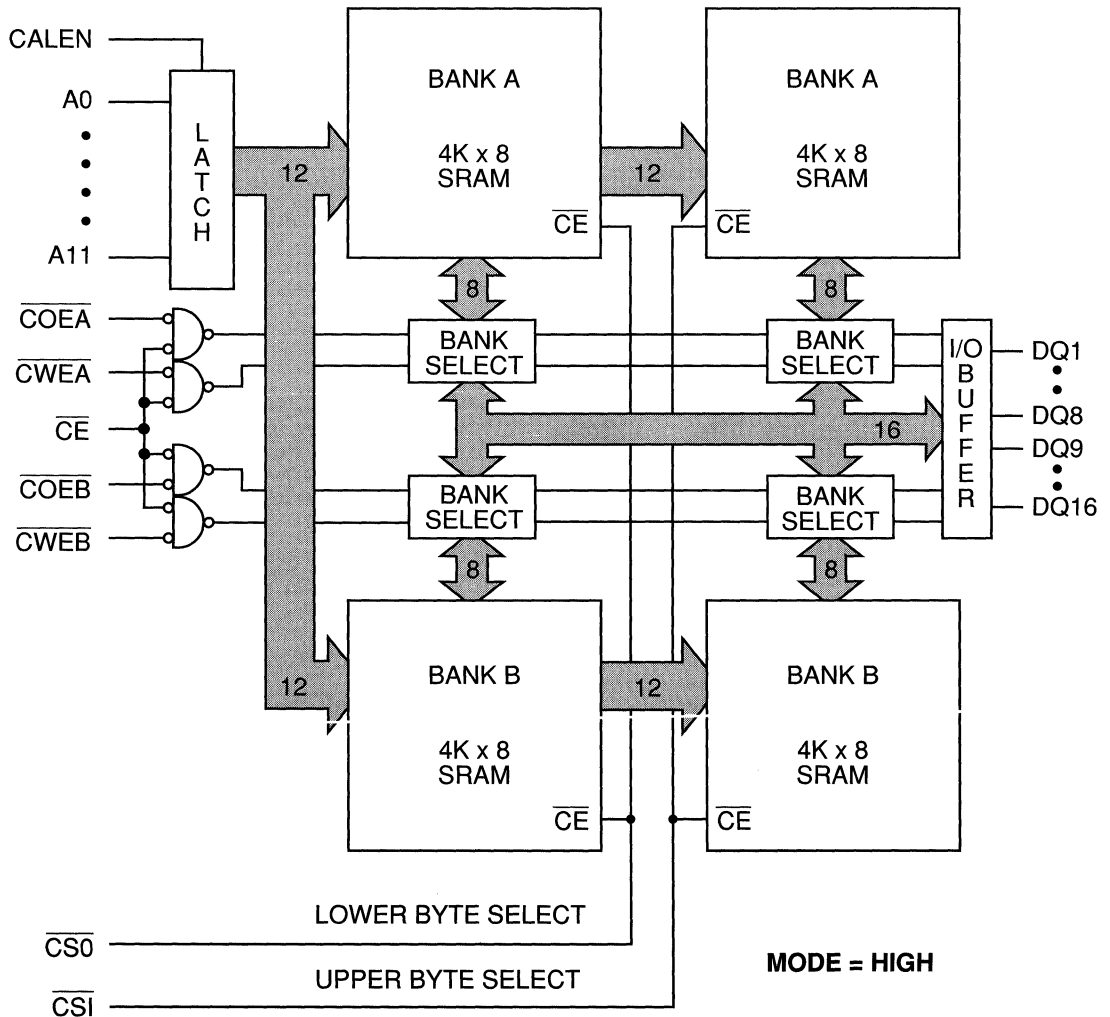 CALEN
A0
A11
LATCH
12
BANK A
4K x 8
SRAM
CE
12
BANK A
4K x 8
SRAM
CE
8
8
COEA
CWEA
CE
COEB
CWEB
BANK
SELECT
BANK
SELECT
16
BANK
SELECT
BANK
SELECT
I/O
BUFFER
DQ1
DQ8
DQ9
DQ16
8
8
12
BANK B
4K x 8
SRAM
CE
12
BANK B
4K x 8
SRAM
CE
LOWER BYTE SELECT
CS0
UPPER BYTE SELECT
CSI
MODE = HIGH